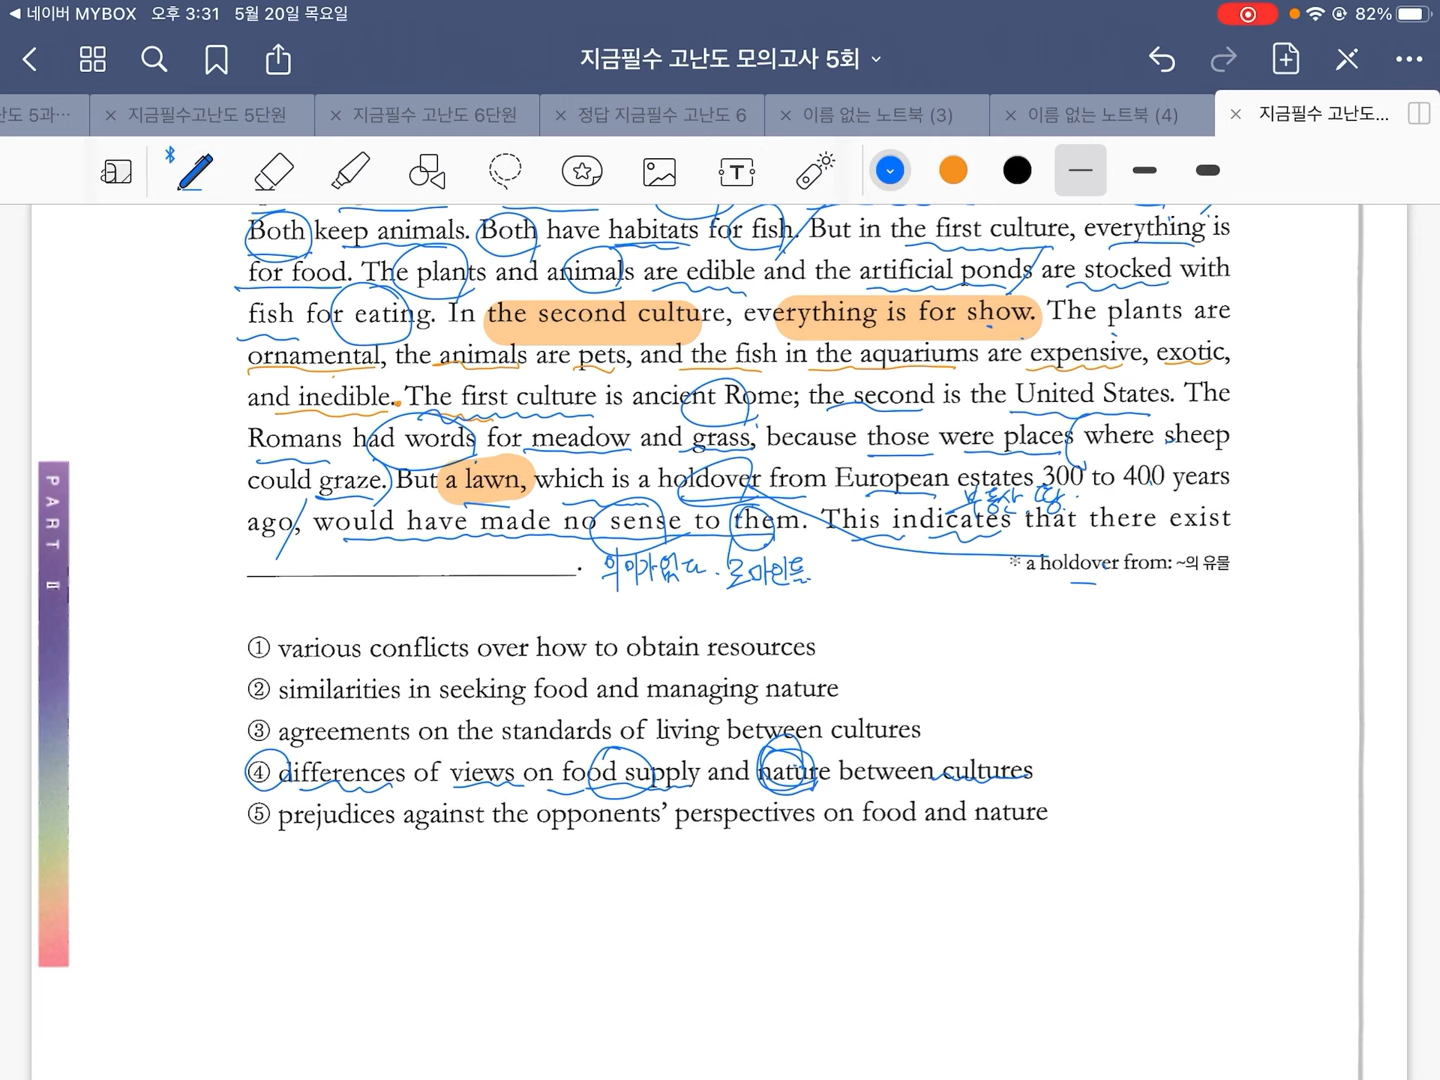 네이버 MYBOX 오후 3:31 5월 20일 목요일 82%
지금필수 고난도 모의고사 5회
난도 5과… × 지금필수고난도 5단원 × 지금필수 고난도 6단원 × 정답 지금필수 고난도 6 × 이름 없는 노트북 (3) × 이름 없는 노트북 (4) × 지금필수 고난도...
Both keep animals. Both have habitats for fish. But in the first culture, everything is
for food. The plants and animals are edible and the artificial ponds are stocked with
fish for eating. In the second culture, everything is for show. The plants are
ornamental, the animals are pets, and the fish in the aquariums are expensive, exotic,
and inedible. The first culture is ancient Rome; the second is the United States. The
Romans had words for meadow and grass, because those were places where sheep
could graze. But a lawn, which is a holdover from European estates 300 to 400 years
부동산, 땅.
ago, would have made no sense to them. This indicates that there exist
의미가 없다. 로마인들
____________. * a holdover from: ~의 유물
① various conflicts over how to obtain resources
② similarities in seeking food and managing nature
③ agreements on the standards of living between cultures
④ differences of views on food supply and nature between cultures
⑤ prejudices against the opponents' perspectives on food and nature
PART II